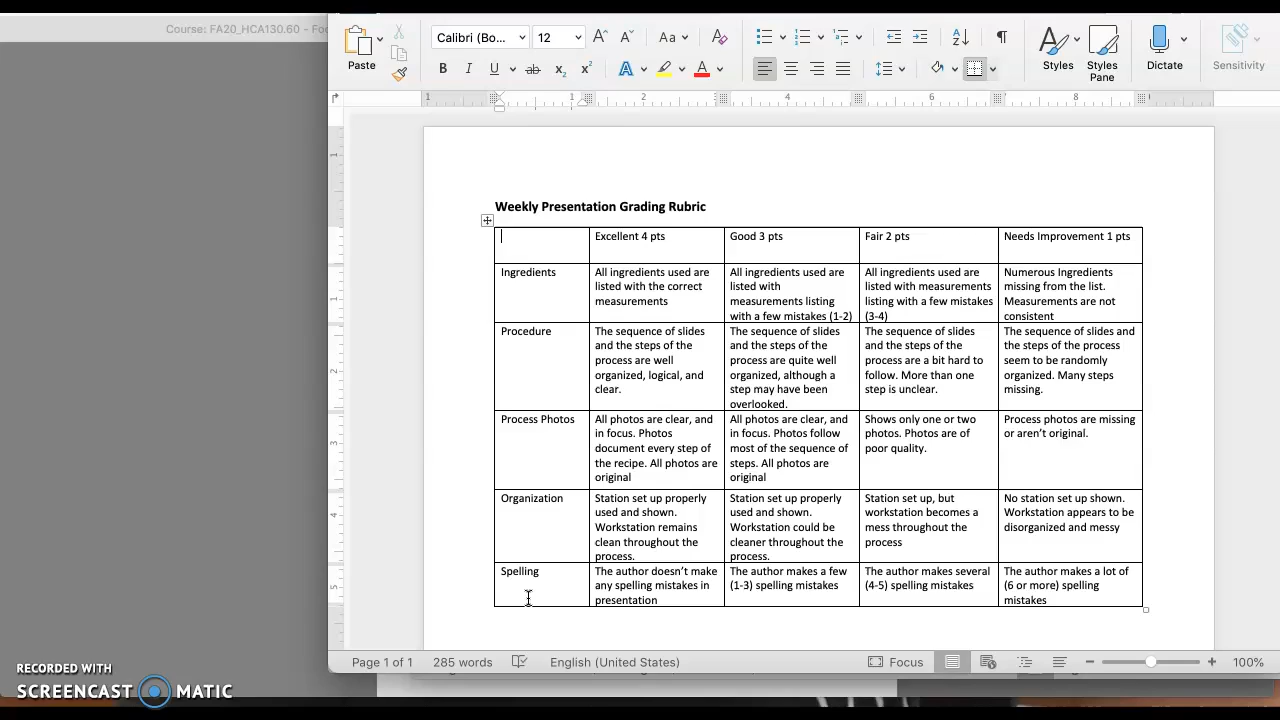 Course: FA20_HCA130.60 – Foo
Calibri (Bo...
12
Paste
Styles
Styles
Pane
Dictate
Sensitivity
Weekly Presentation Grading Rubric
Excellent 4 pts
Good 3 pts
Fair 2 pts
Needs Improvement 1 pts
Ingredients
All ingredients used are
listed with the correct
measurements
All ingredients used are
listed with
measurements listing
with a few mistakes (1-2)
All ingredients used are
listed with measurements
listing with a few mistakes
(3-4)
Numerous Ingredients
missing from the list.
Measurements are not
consistent
Procedure
The sequence of slides
and the steps of the
process are well
organized, logical, and
clear.
The sequence of slides
and the steps of the
process are quite well
organized, although a
step may have been
overlooked.
The sequence of slides
and the steps of the
process are a bit hard to
follow. More than one
step is unclear.
The sequence of slides and
the steps of the process
seem to be randomly
organized. Many steps
missing.
Process Photos
All photos are clear, and
in focus. Photos
document every step of
the recipe. All photos are
original
All photos are clear, and
in focus. Photos follow
most of the sequence of
steps. All photos are
original
Shows only one or two
photos. Photos are of
poor quality.
Process photos are missing
or aren't original.
Organization
Station set up properly
used and shown.
Workstation remains
clean throughout the
process.
Station set up properly
used and shown.
Workstation could be
cleaner throughout the
process.
Station set up, but
workstation becomes a
mess throughout the
process
No station set up shown.
Workstation appears to be
disorganized and messy
Spelling
The author doesn't make
any spelling mistakes in
presentation
The author makes a few
(1-3) spelling mistakes
The author makes several
(4-5) spelling mistakes
The author makes a lot of
(6 or more) spelling
mistakes
Page 1 of 1
285 words
English (United States)
Focus
100%
RECORDED WITH
SCREENCAST MATIC